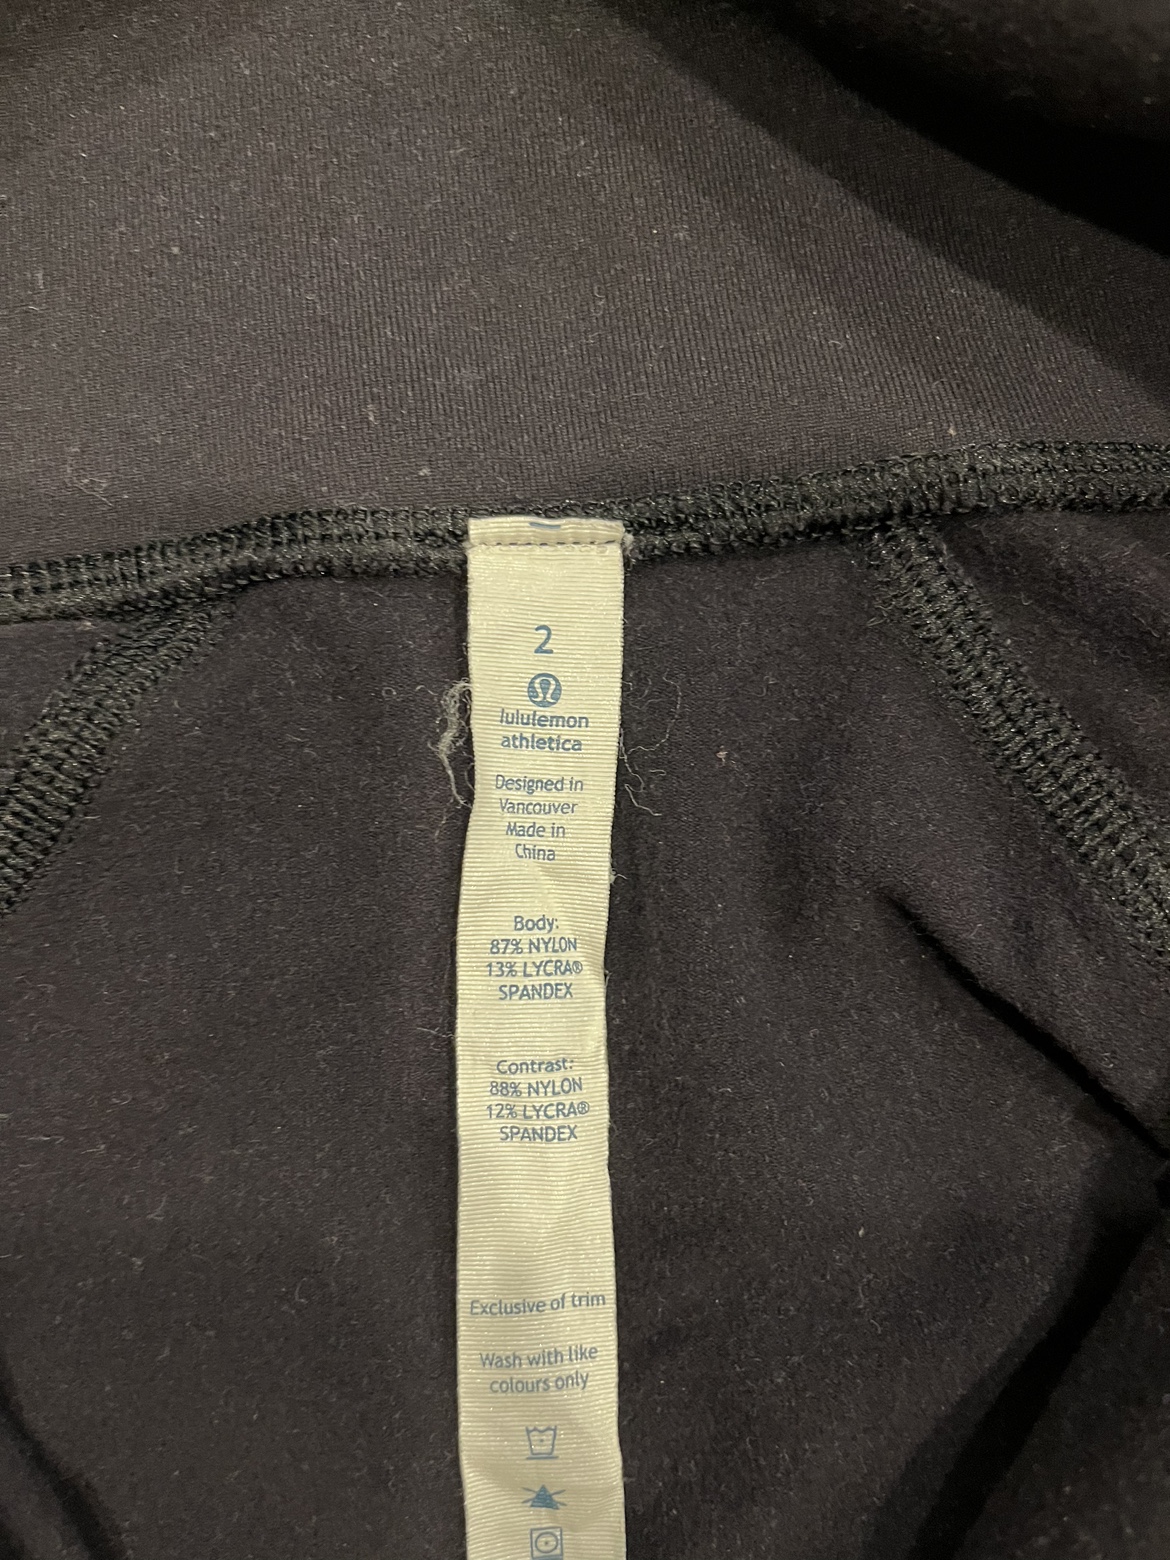 2
lululemon
athletica
Designed in
Vancouver
Made in
China
Body:
87% NYLON
13% LYCRA®
SPANDEX
Contrast:
88% NYLON
12% LYCRA®
SPANDEX
Exclusive of trim
Wash with like
colours only